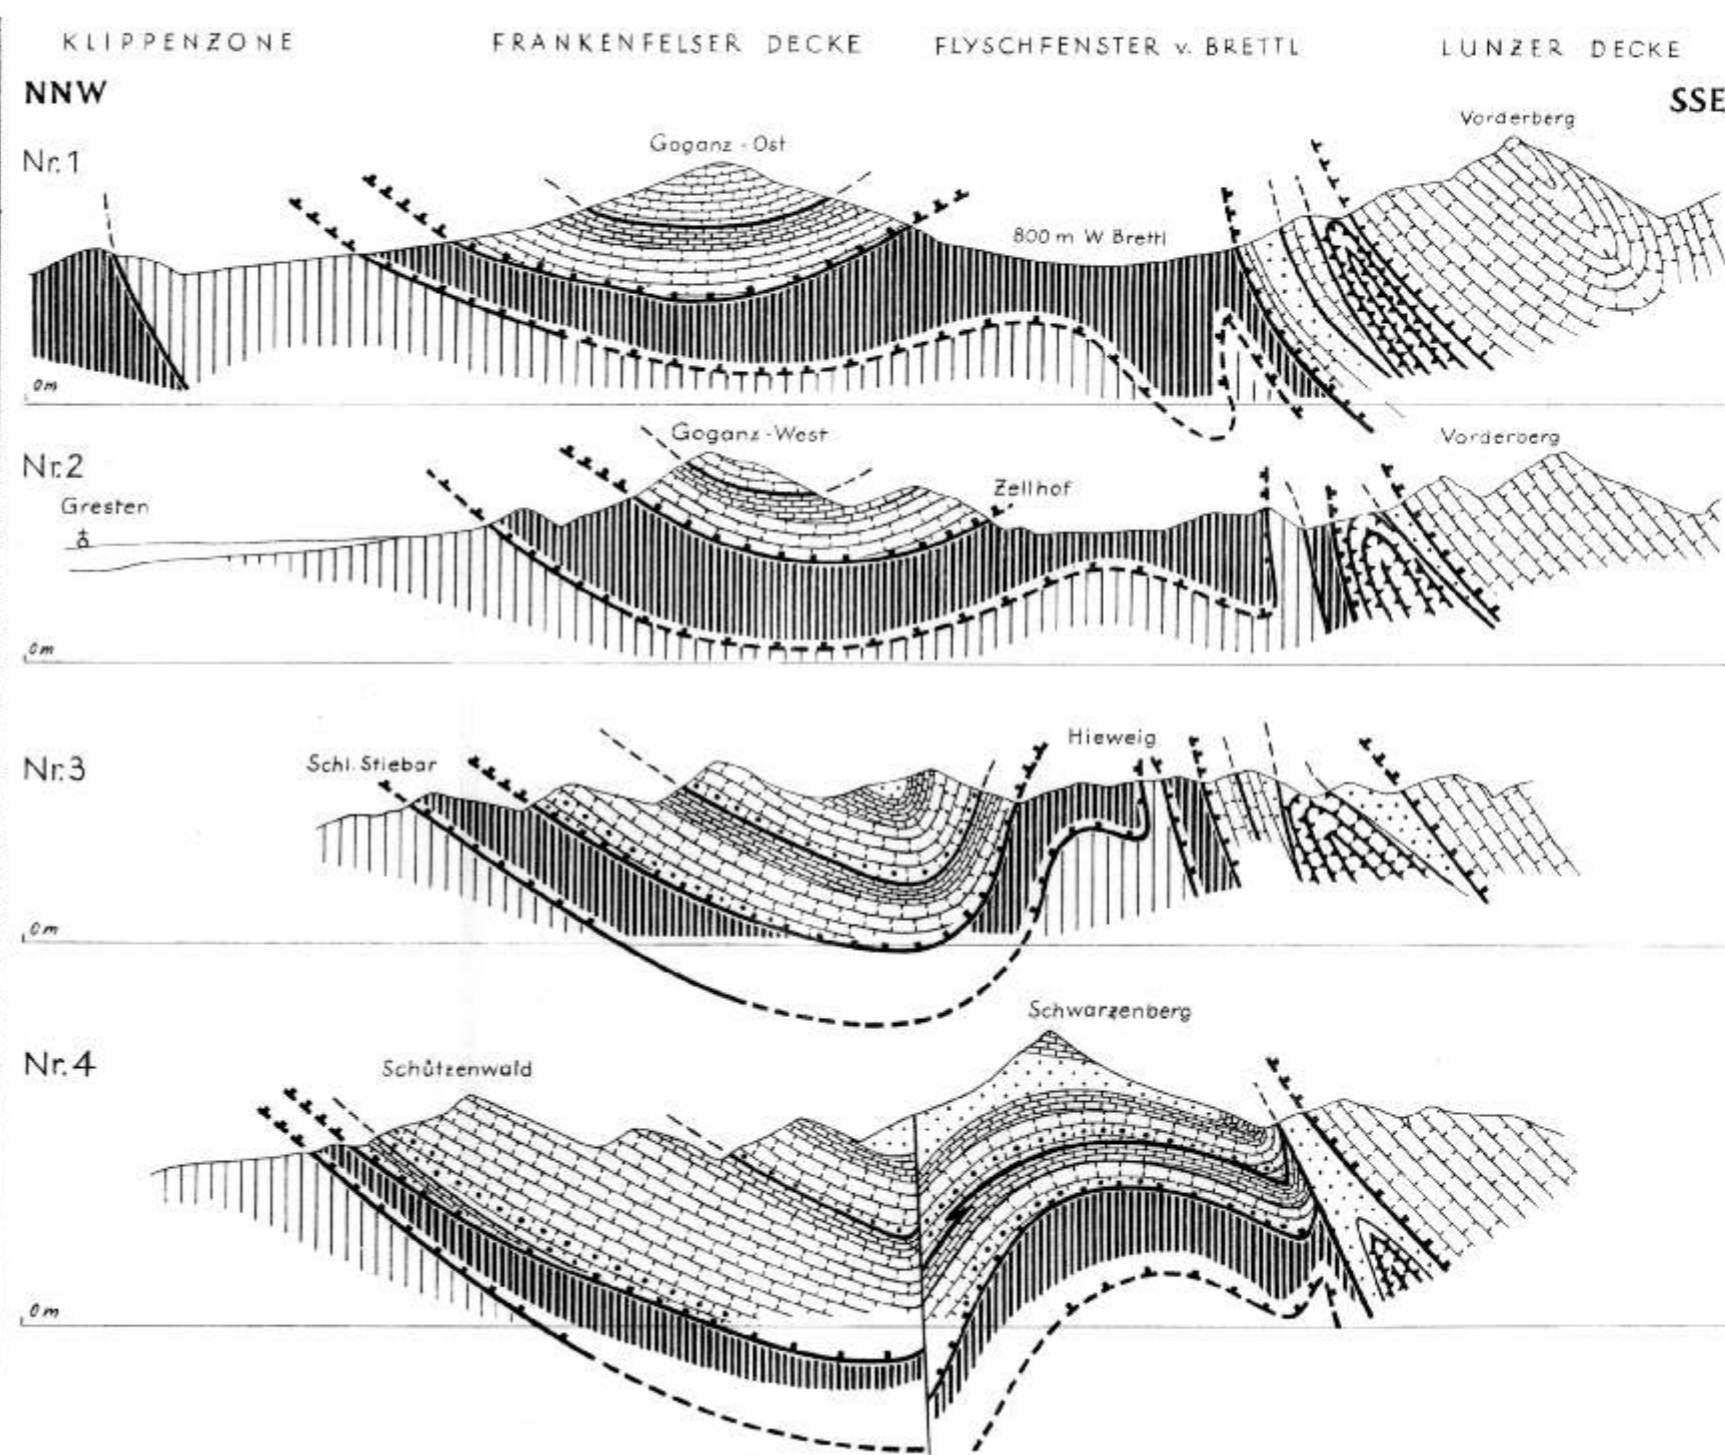 KLIPPENZONE FRANKENFELSER DECKE FLYSCHFENSTER v. BRETTL LUNZER DECKE
NNW SSE
Nr.1 Goganz-Ost 800 m W Brettl Vorderberg
0m
Nr.2 Goganz-West Vorderberg
Gresten Zellhof
0m
Nr.3 Schl. Stiebar Hieweig
0m
Schwarzenberg
Nr.4 Schützenwald
0m